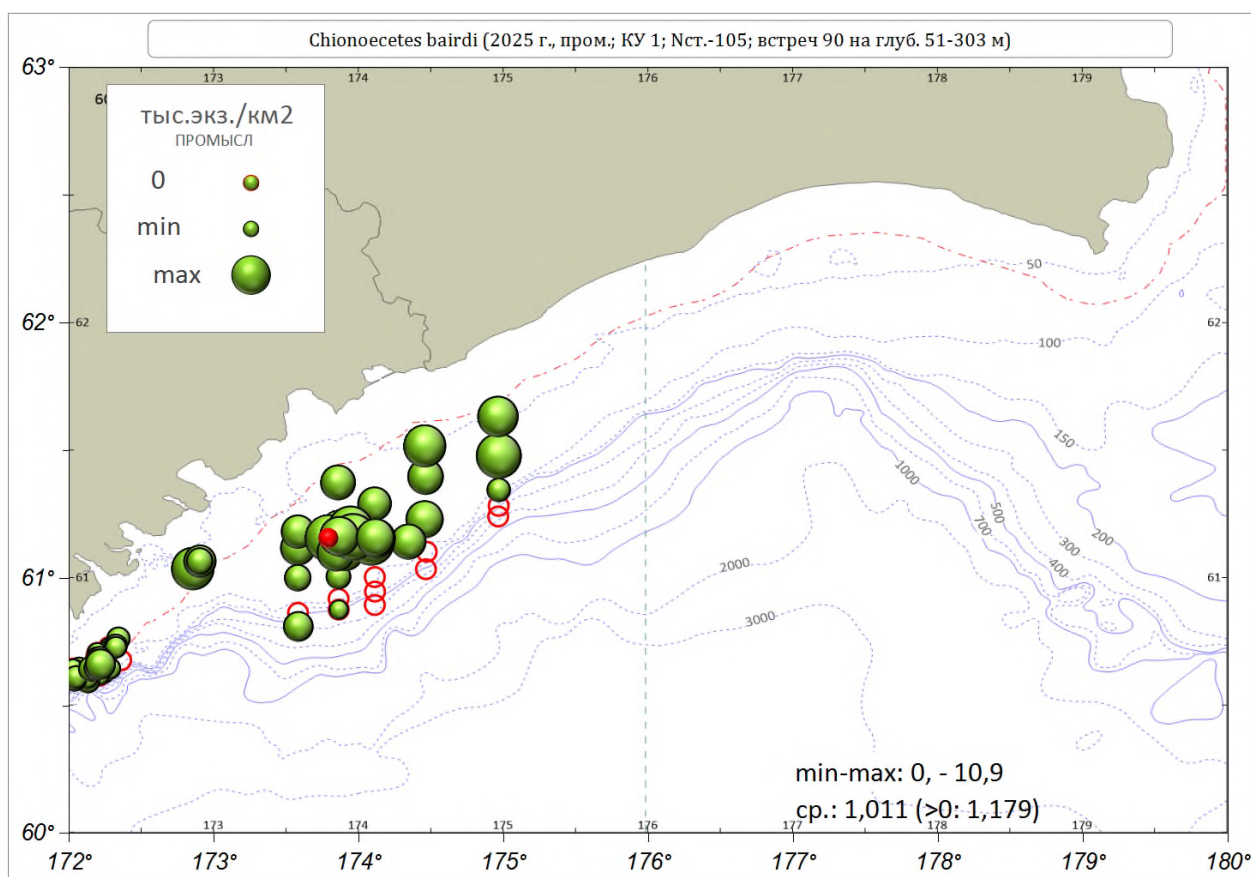 Chionoecetes bairdi (2025 г., пром.; КУ 1; Nст.-105; встреч 90 на глуб. 51-303 м)
63°
173 174 175 176 177 178 179
60
тыс.экз./км2
ПРОМЫСЛ
0
min
max
50
62° 62 62
100
150
1000
500
200
700
300
400
2000
61° 61 61
3000
min-max: 0, - 10,9
ср.: 1,011 (>0: 1,179)
173 174 175 176 177 178 179
60°
172° 173° 174° 175° 176° 177° 178° 179° 180°